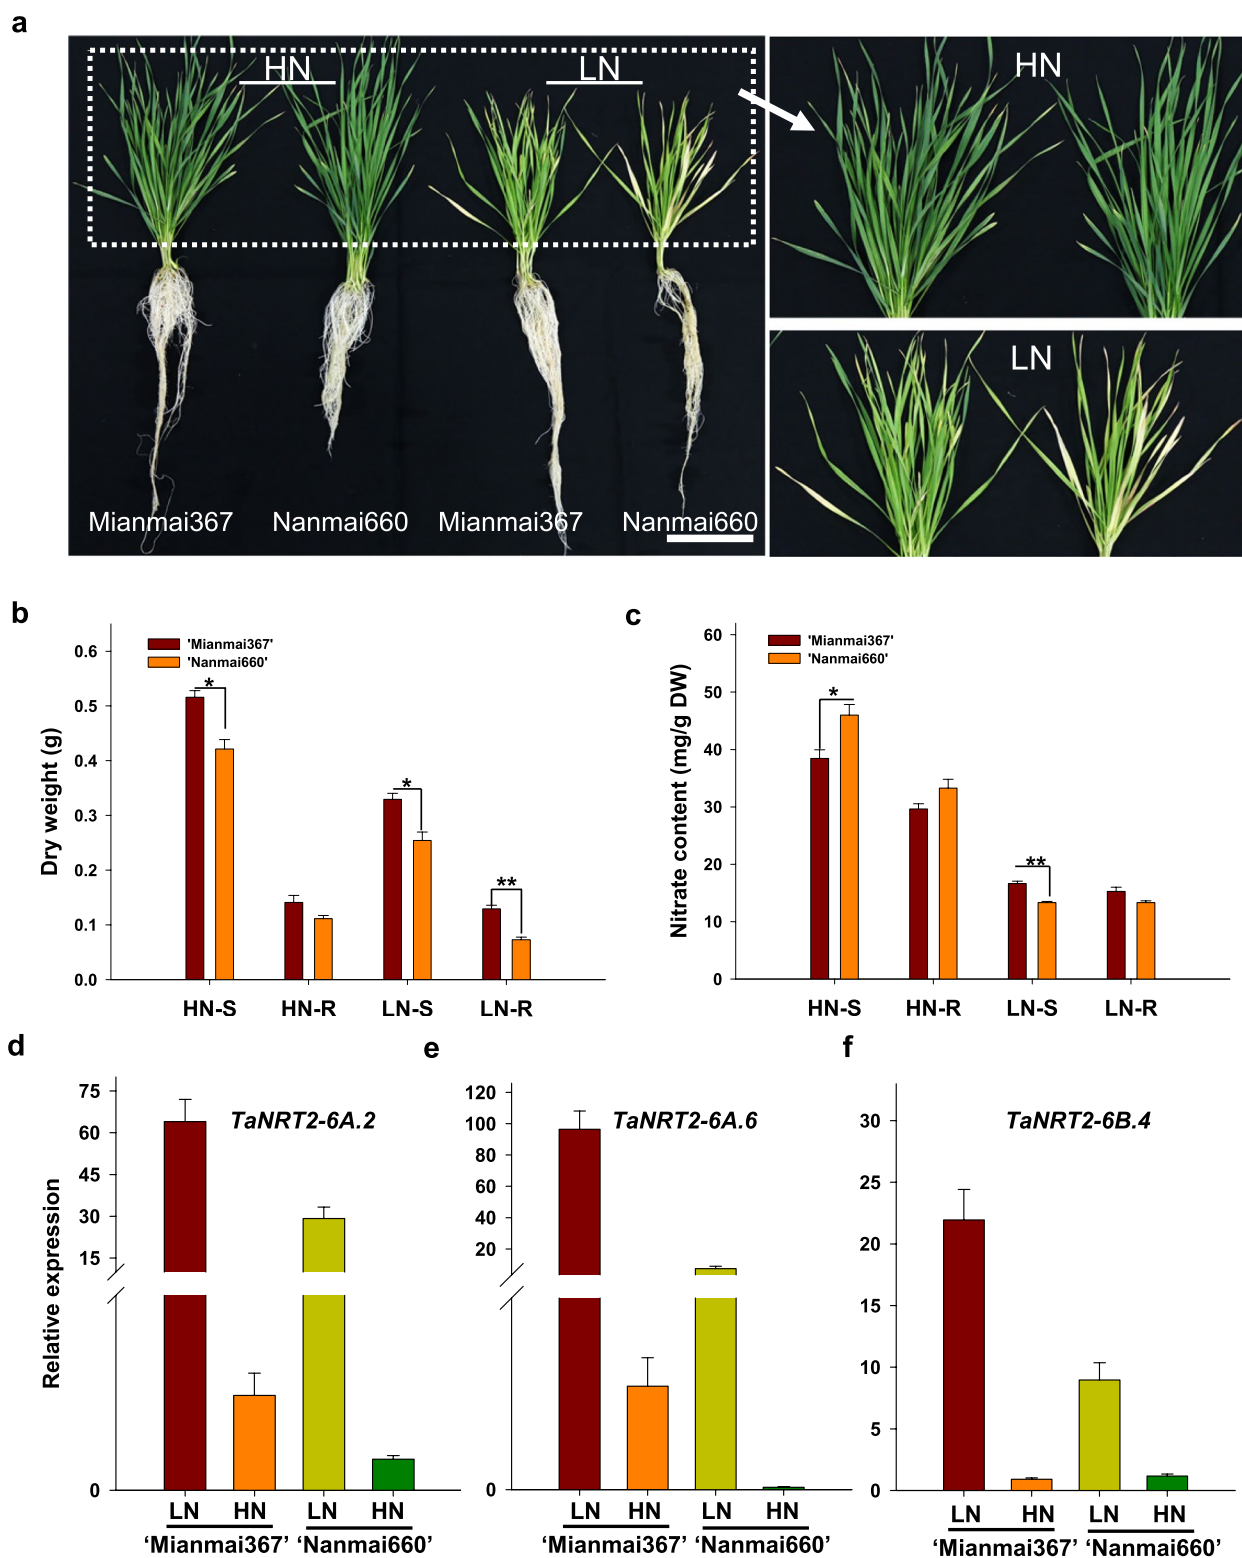 a
HN
LN
HN
LN
Mianmai367
Nanmai660
Mianmai367
Nanmai660
b
'Mianmai367'
'Nanmai660'
Dry weight (g)
0.6
0.5
0.4
0.3
0.2
0.1
0.0
*
*
**
HN-S
HN-R
LN-S
LN-R
c
'Mianmai367'
'Nanmai660'
Nitrate content (mg/g DW)
60
50
40
30
20
10
0
*
**
HN-S
HN-R
LN-S
LN-R
d
TaNRT2-6A.2
Relative expression
75
60
45
30
15
0
LN
HN
LN
HN
‘Mianmai367’
‘Nanmai660’
e
TaNRT2-6A.6
120
100
80
60
40
20
0
LN
HN
LN
HN
‘Mianmai367’
‘Nanmai660’
f
TaNRT2-6B.4
30
25
20
15
10
5
0
LN
HN
LN
HN
‘Mianmai367’
‘Nanmai660’